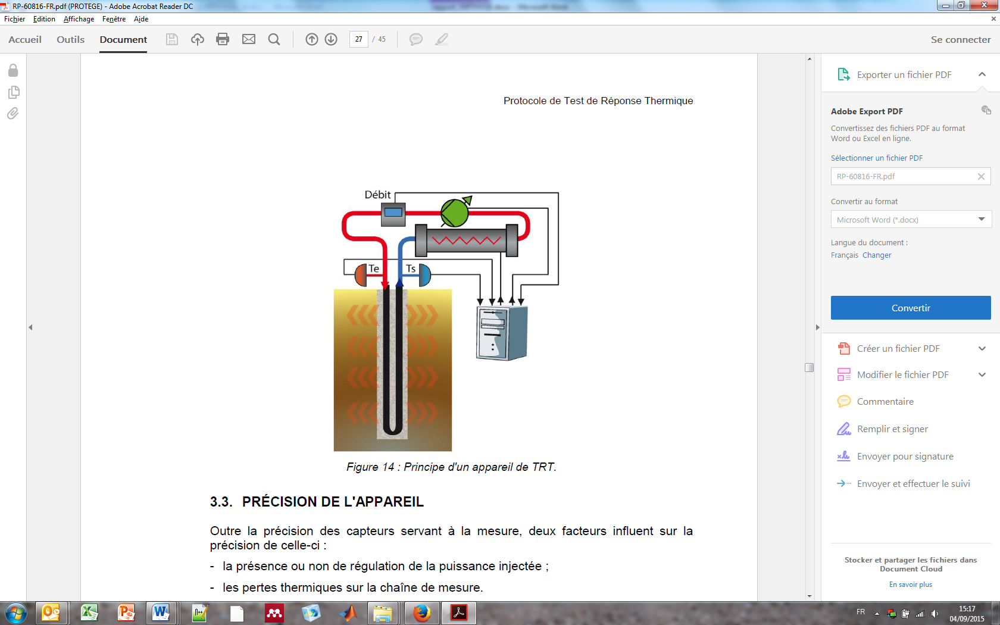 RP-60816-FR.pdf (PROTEGE) - Adobe Acrobat Reader DC
Fichier Edition Affichage Fenêtre Aide
Accueil Outils Document 27 / 45 Se connecter
Protocole de Test de Réponse Thermique
Débit
Te Ts
Figure 14 : Principe d'un appareil de TRT.
3.3. PRÉCISION DE L'APPAREIL
Outre la précision des capteurs servant à la mesure, deux facteurs influent sur la
précision de celle-ci :
- la présence ou non de régulation de la puissance injectée ;
- les pertes thermiques sur la chaîne de mesure.
Exporter un fichier PDF
Adobe Export PDF
Convertissez des fichiers PDF au format
Word ou Excel en ligne.
Sélectionner un fichier PDF
RP-60816-FR.pdf
Convertir au format
Microsoft Word (*.docx)
Langue du document :
Français Changer
Convertir
Créer un fichier PDF
Modifier le fichier PDF
Commentaire
Remplir et signer
Envoyer pour signature
Envoyer et effectuer le suivi
Stocker et partager les fichiers dans
Document Cloud
En savoir plus
FR
15:17
04/09/2015